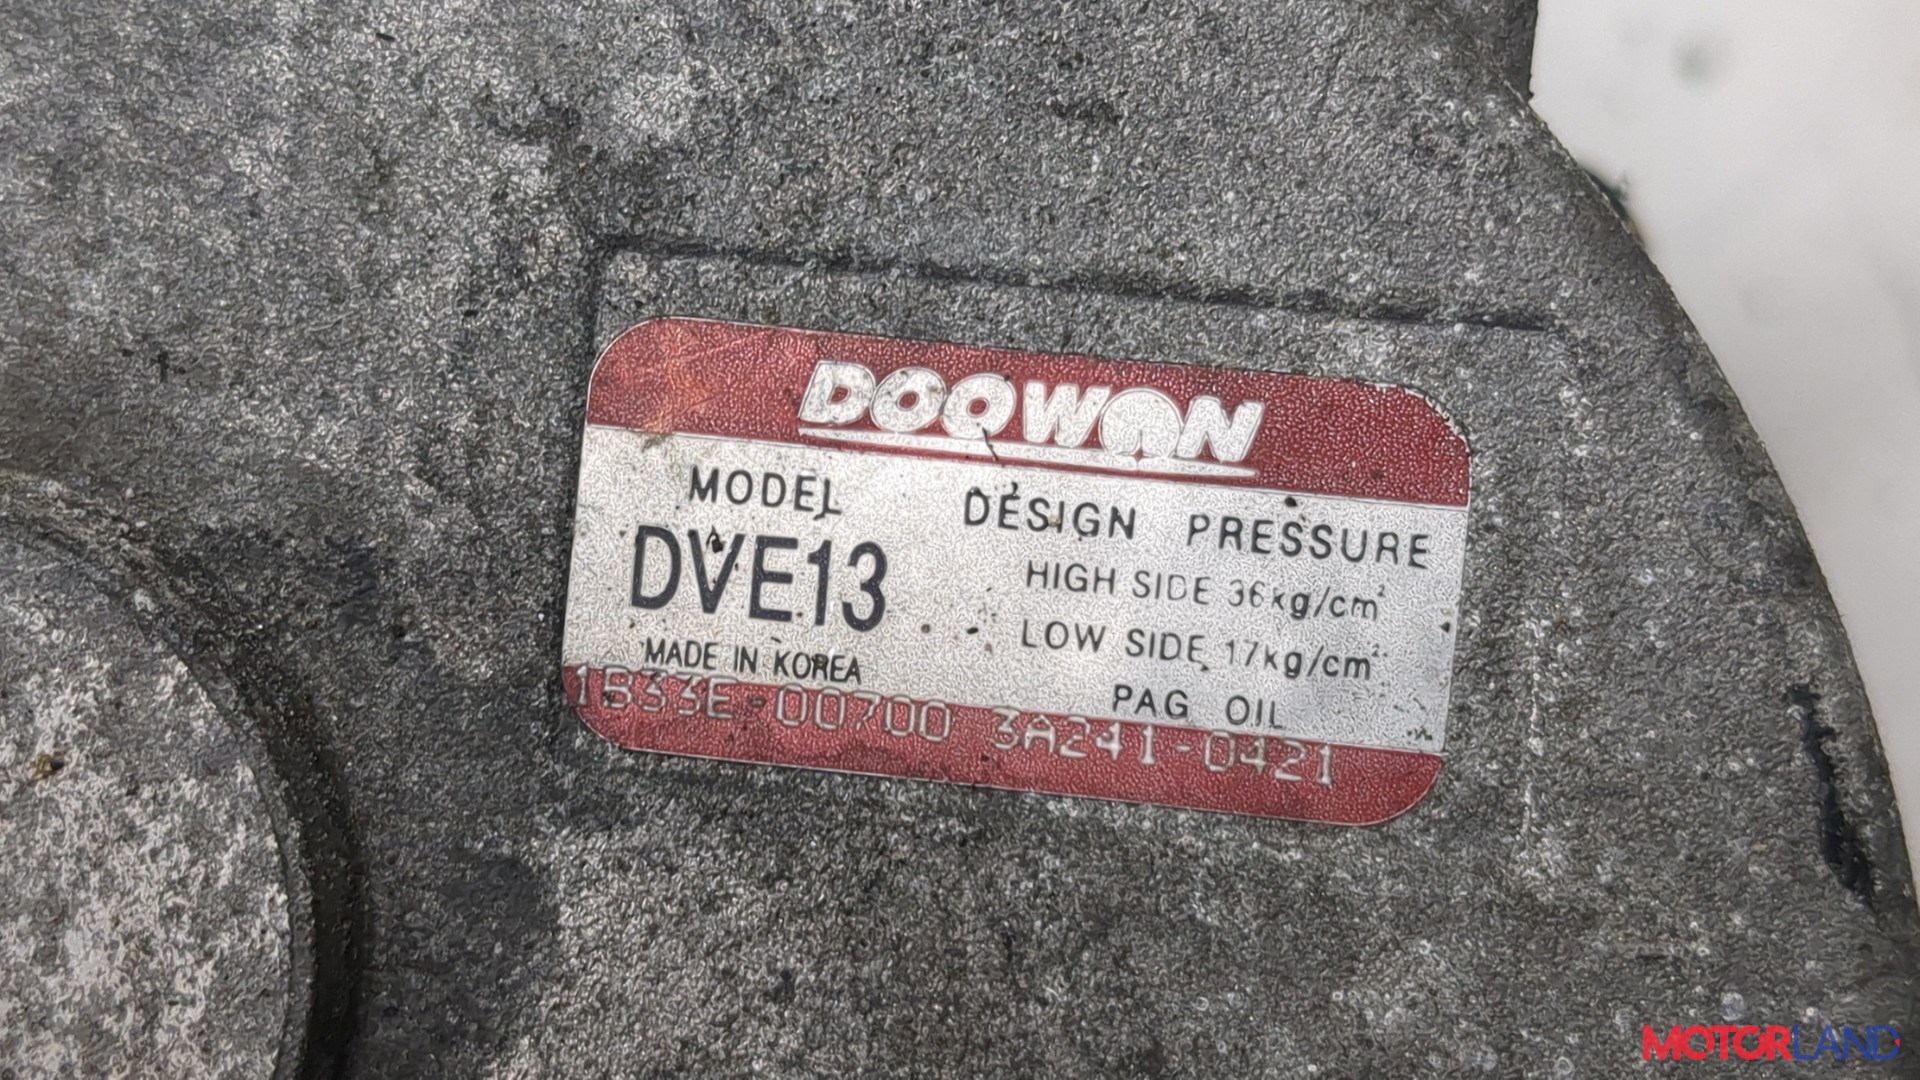 DOOWON
MODEL
DVE13
MADE IN KOREA
DESIGN PRESSURE
HIGH SIDE 36kg/cm²
LOW SIDE 17kg/cm²
PAG OIL
1B33E-00700 3A241-0421
MOTORLAND